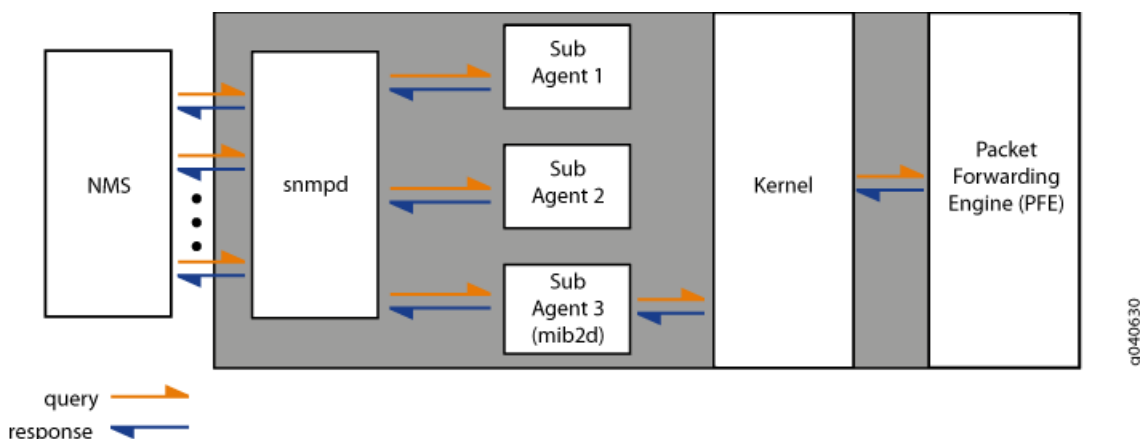 NMS
snmpd
Sub
Agent 1
Sub
Agent 2
Sub
Agent 3
(mib2d)
Kernel
Packet
Forwarding
Engine (PFE)
g040630
query
response